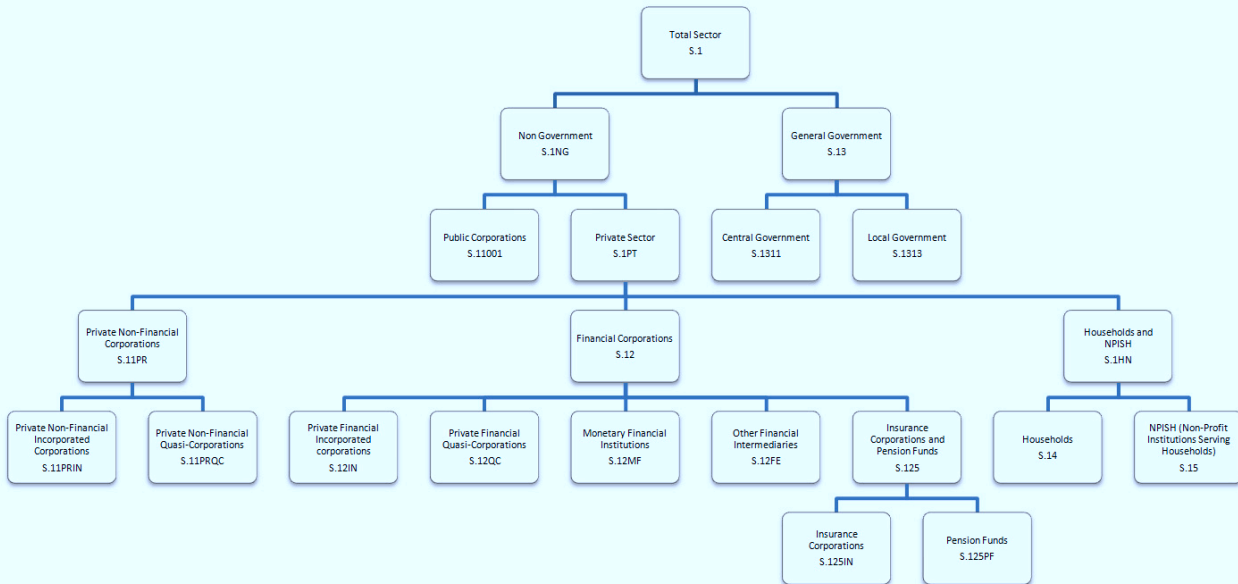 Total Sector
S.1
Non Government
S.1NG
General Government
S.13
Public Corporations
S.11001
Private Sector
S.1PT
Central Government
S.1311
Local Government
S.1313
Private Non-Financial
Corporations
S.11PR
Financial Corporations
S.12
Households and
NPISH
S.1HN
Private Non-Financial
Incorporated
Corporations
S.11PRIN
Private Non-Financial
Quasi-Corporations
S.11PRQC
Private Financial
Incorporated
corporations
S.12IN
Private Financial
Quasi-Corporations
S.12QC
Monetary Financial
Institutions
S.12MF
Other Financial
Intermediaries
S.12FE
Insurance
Corporations and
Pension Funds
S.125
Households
S.14
NPISH (Non-Profit
Institutions Serving
Households)
S.15
Insurance
Corporations
S.125IN
Pension Funds
S.125PF